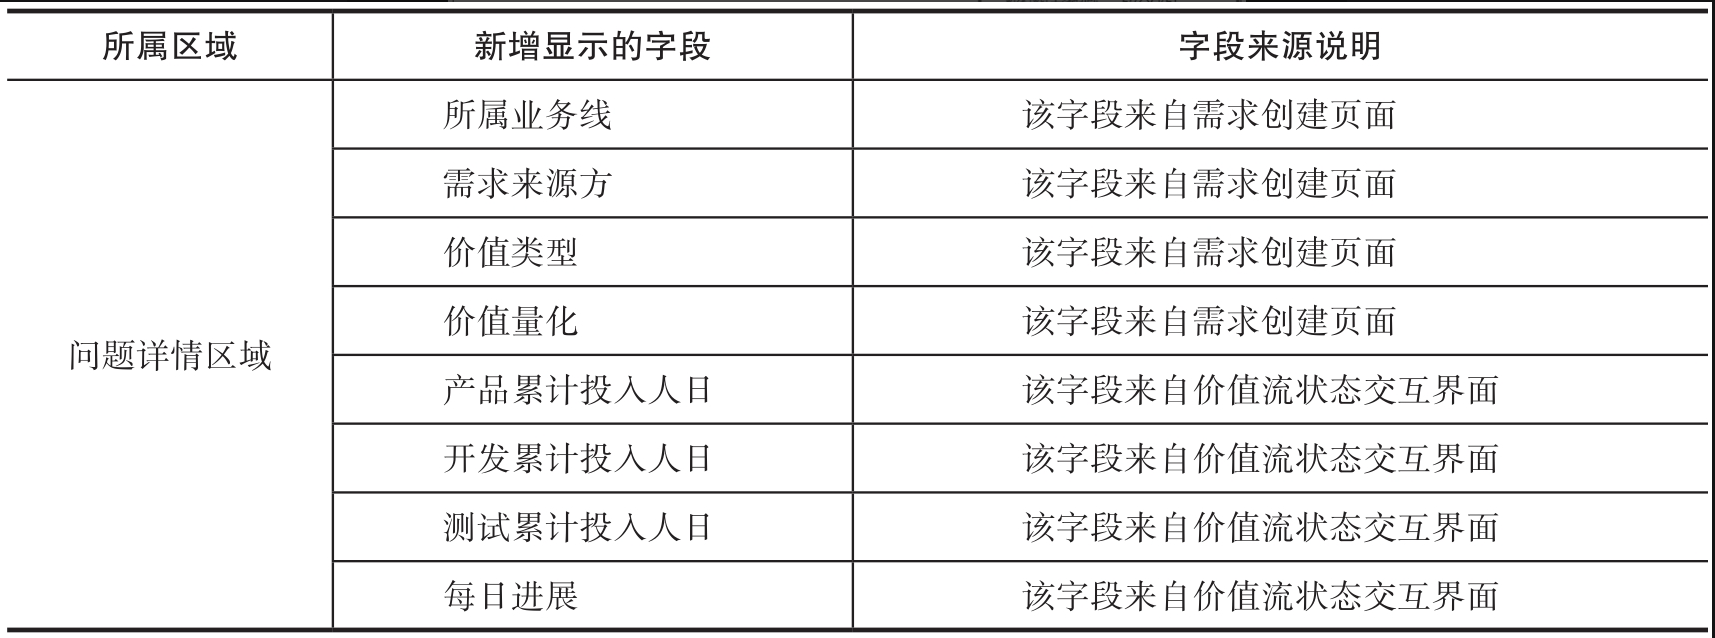 所属区域 新增显示的字段 字段来源说明
所属业务线 该字段来自需求创建页面
需求来源方 该字段来自需求创建页面
价值类型 该字段来自需求创建页面
价值量化 该字段来自需求创建页面
问题详情区域
产品累计投入人日 该字段来自价值流状态交互界面
开发累计投入人日 该字段来自价值流状态交互界面
测试累计投入人日 该字段来自价值流状态交互界面
每日进展 该字段来自价值流状态交互界面